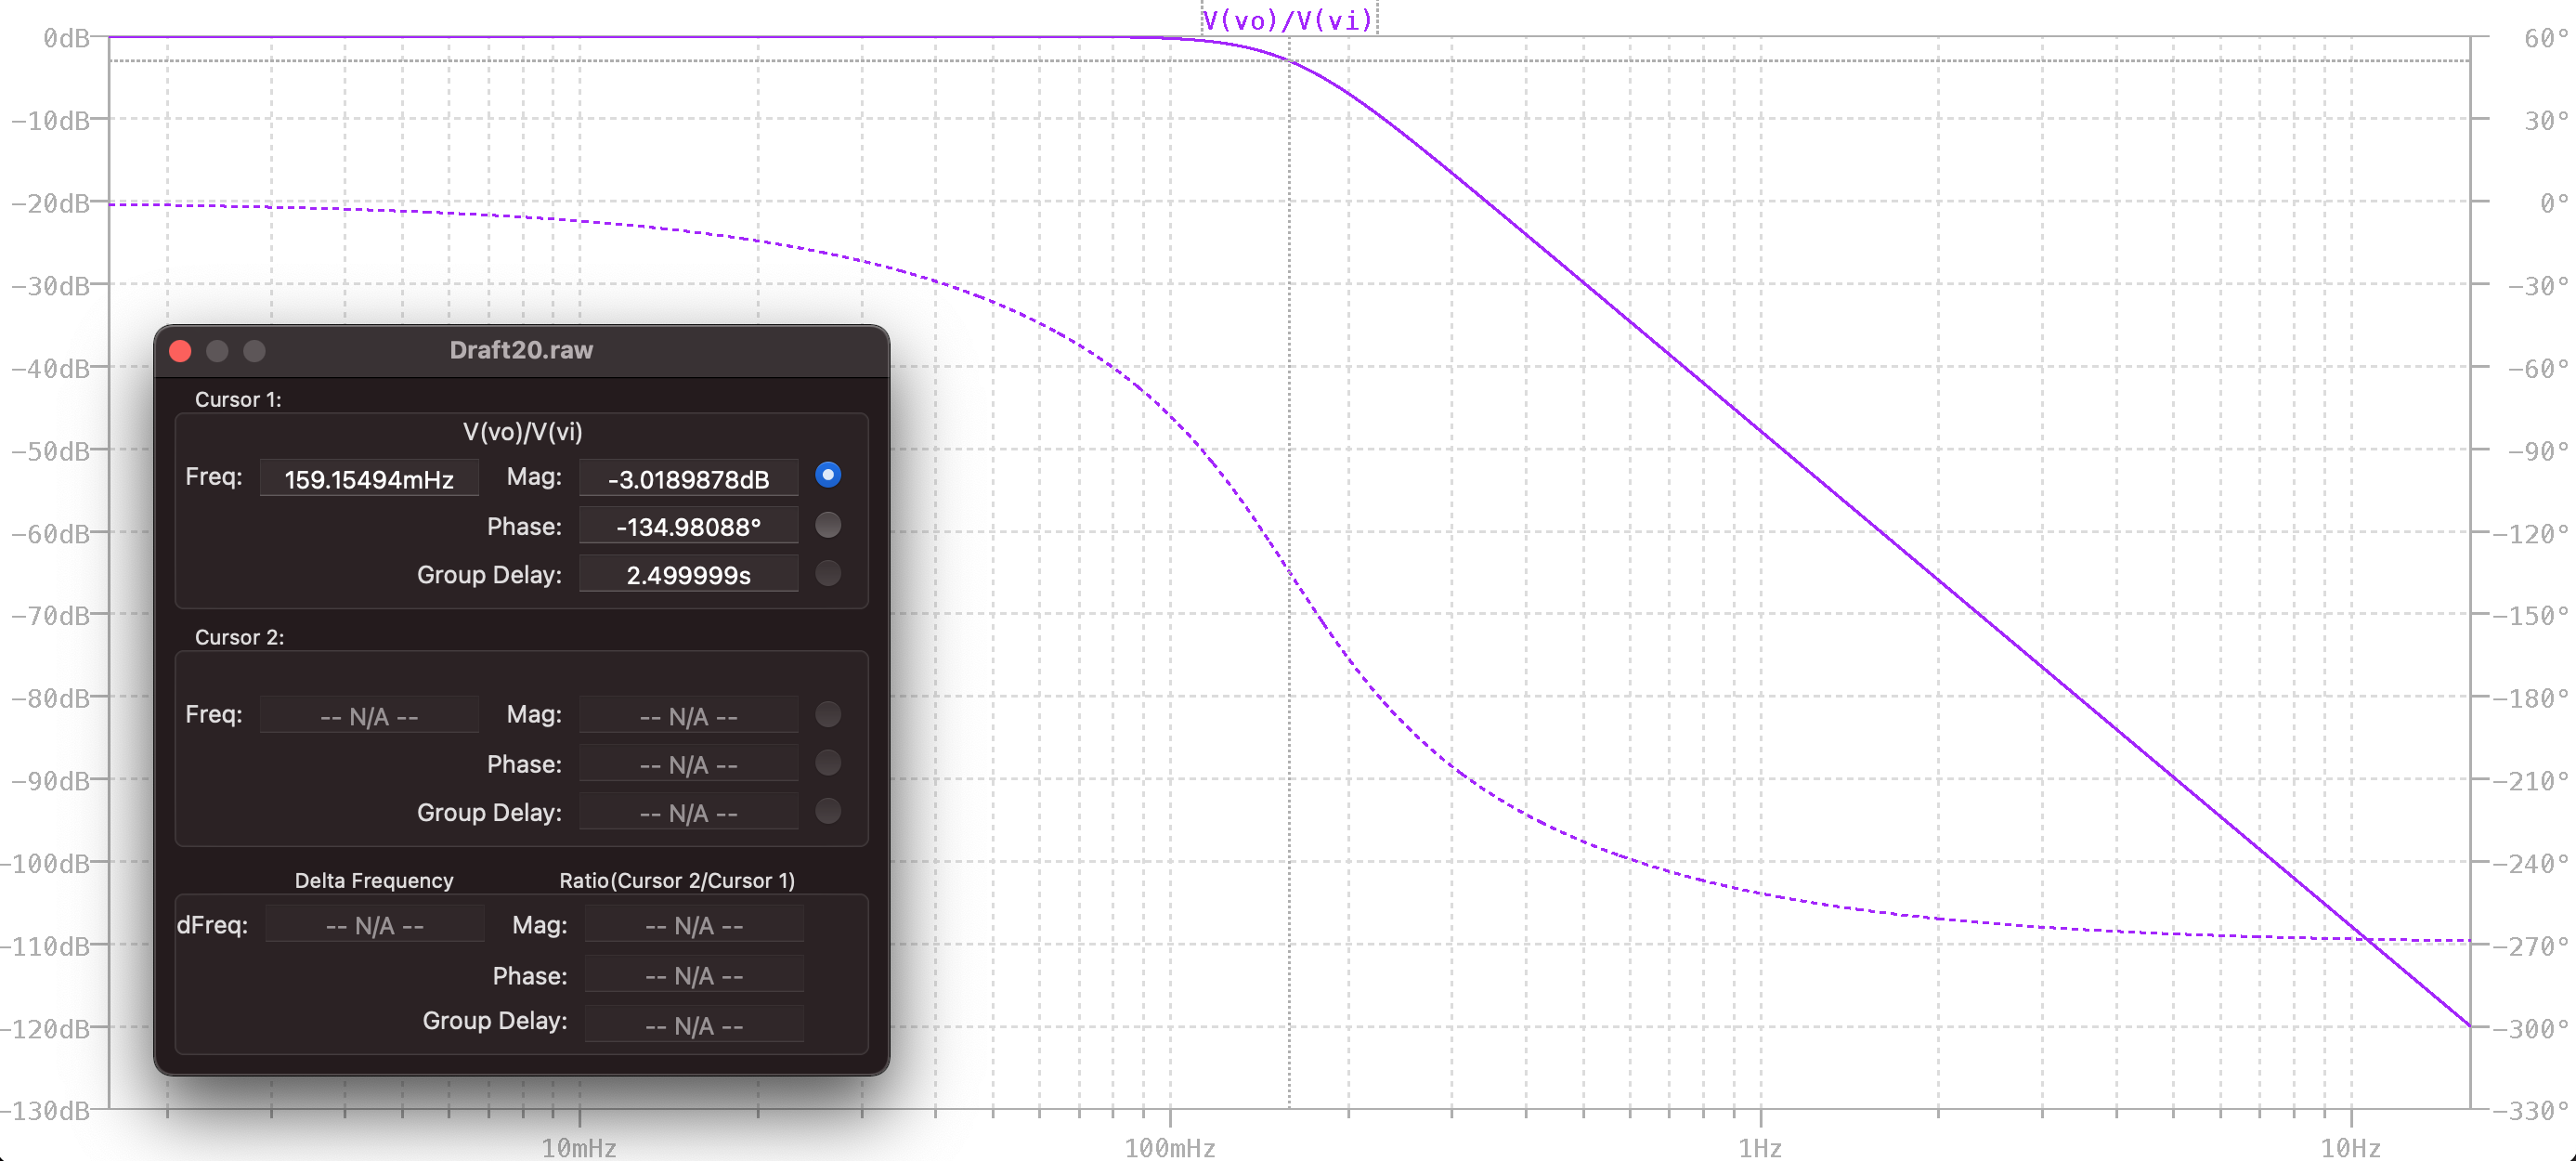 V(vo)/V(vi)
0dB
−10dB
−20dB
−30dB
−40dB
−50dB
−60dB
−70dB
−80dB
−90dB
−100dB
−110dB
−120dB
−130dB
60°
30°
0°
−30°
−60°
−90°
−120°
−150°
−180°
−210°
−240°
−270°
−300°
−330°
Draft20.raw
Cursor 1:
V(vo)/V(vi)
Freq: 159.15494mHz Mag: -3.0189878dB
Phase: -134.98088°
Group Delay: 2.499999s
Cursor 2:
Freq: -- N/A -- Mag: -- N/A --
Phase: -- N/A --
Group Delay: -- N/A --
Delta Frequency Ratio(Cursor 2/Cursor 1)
dFreq: -- N/A -- Mag: -- N/A --
Phase: -- N/A --
Group Delay: -- N/A --
10mHz 100mHz 1Hz 10Hz